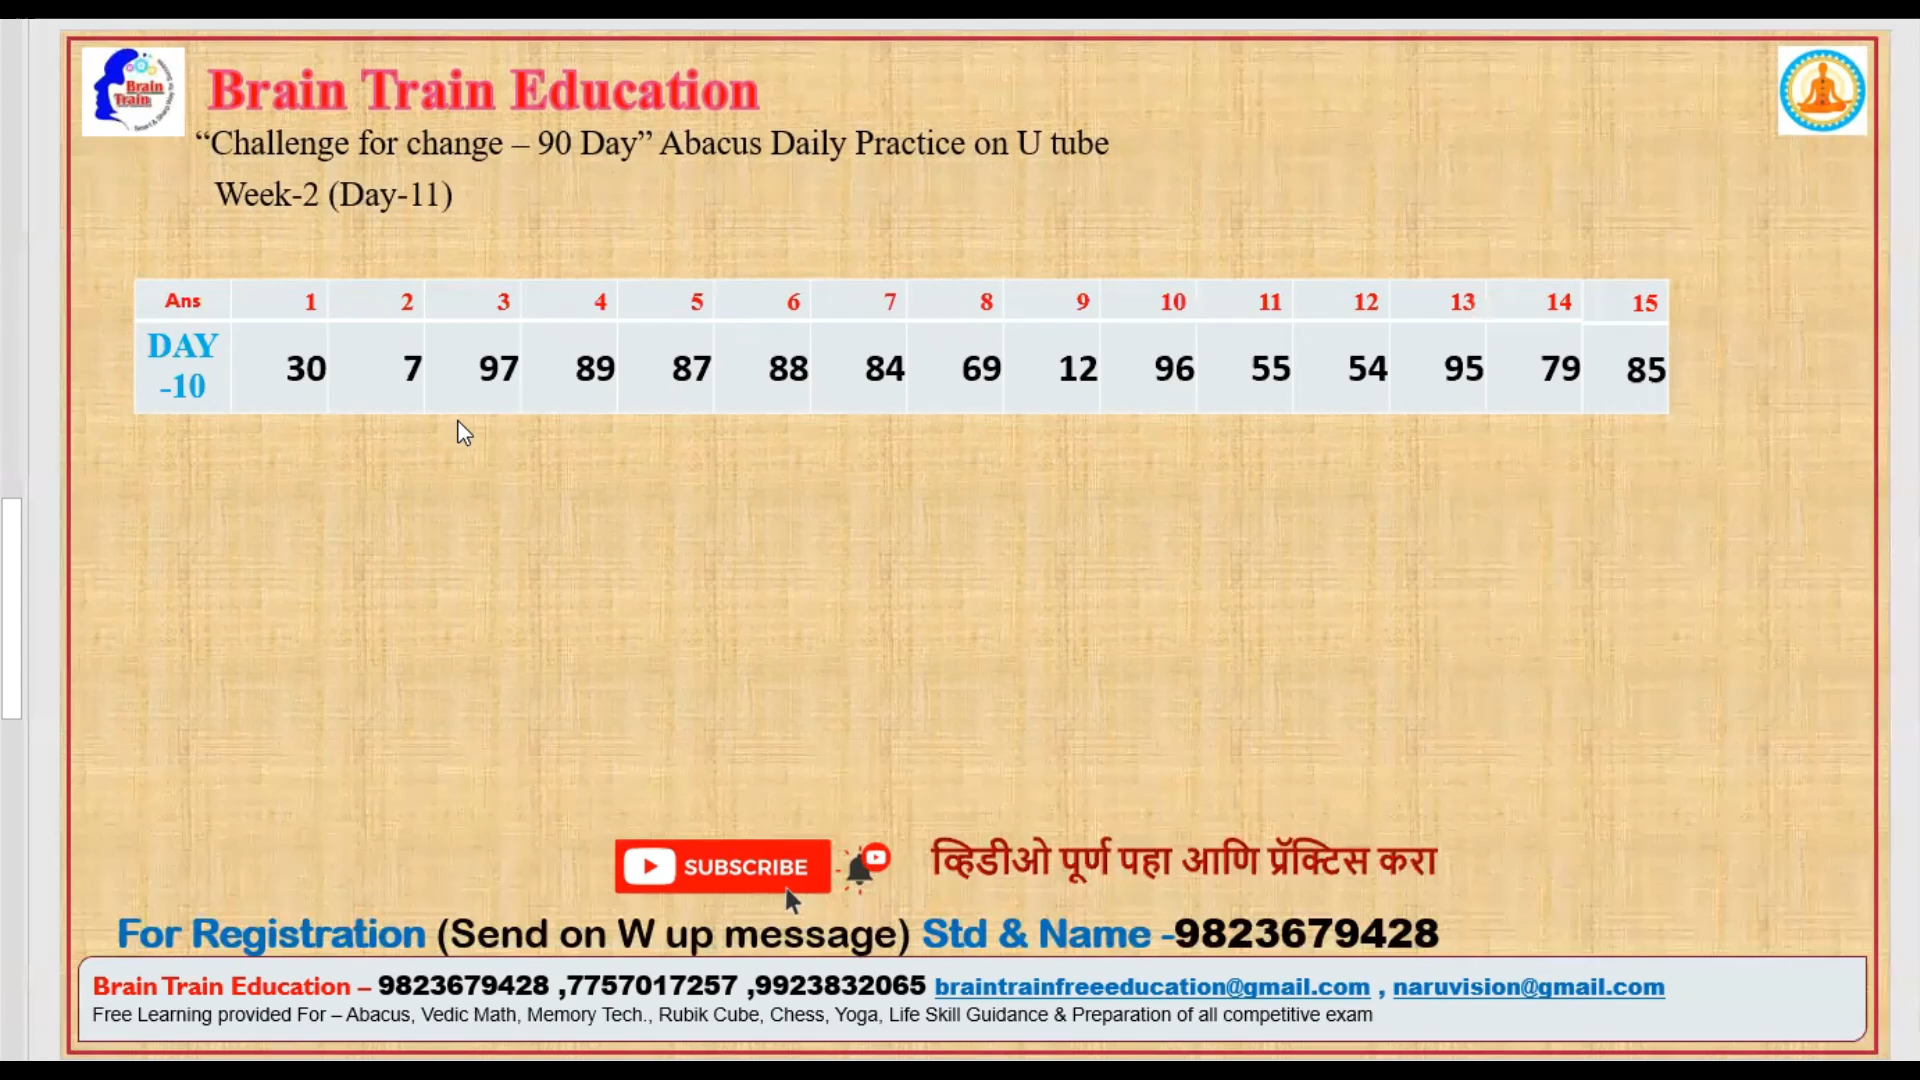 Brain
Train
Brain Train Education
“Challenge for change – 90 Day” Abacus Daily Practice on U tube
Week-2 (Day-11)
Ans 1 2 3 4 5 6 7 8 9 10 11 12 13 14 15
DAY
-10 30 7 97 89 87 88 84 69 12 96 55 54 95 79 85
SUBSCRIBE
व्हिडीओ पूर्ण पहा आणि प्रॅक्टिस करा
For Registration (Send on W up message) Std & Name -9823679428
Brain Train Education – 9823679428 ,7757017257 ,9923832065 braintrainfreeeducation@gmail.com , naruvision@gmail.com
Free Learning provided For – Abacus, Vedic Math, Memory Tech., Rubik Cube, Chess, Yoga, Life Skill Guidance & Preparation of all competitive exam